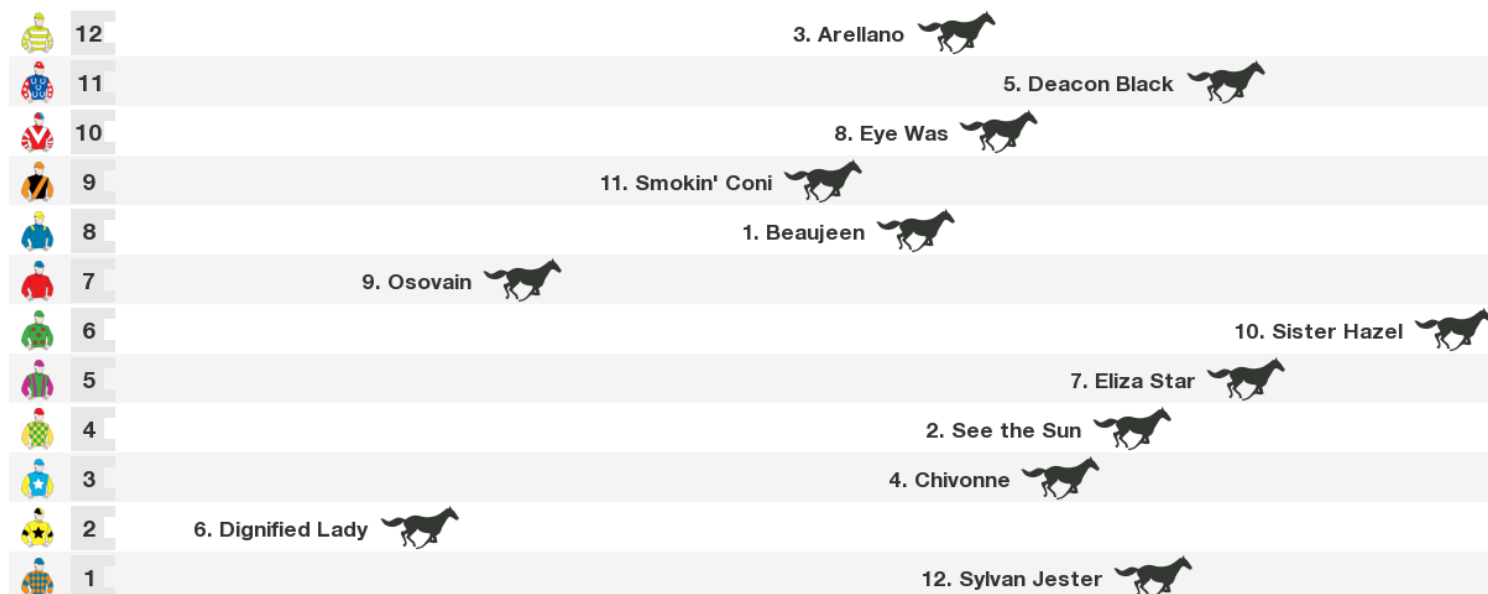 12 3. Arellano
11 5. Deacon Black
10 8. Eye Was
9 11. Smokin' Coni
8 1. Beaujeen
7 9. Osovain
6 10. Sister Hazel
5 7. Eliza Star
4 2. See the Sun
3 4. Chivonne
2 6. Dignified Lady
1 12. Sylvan Jester